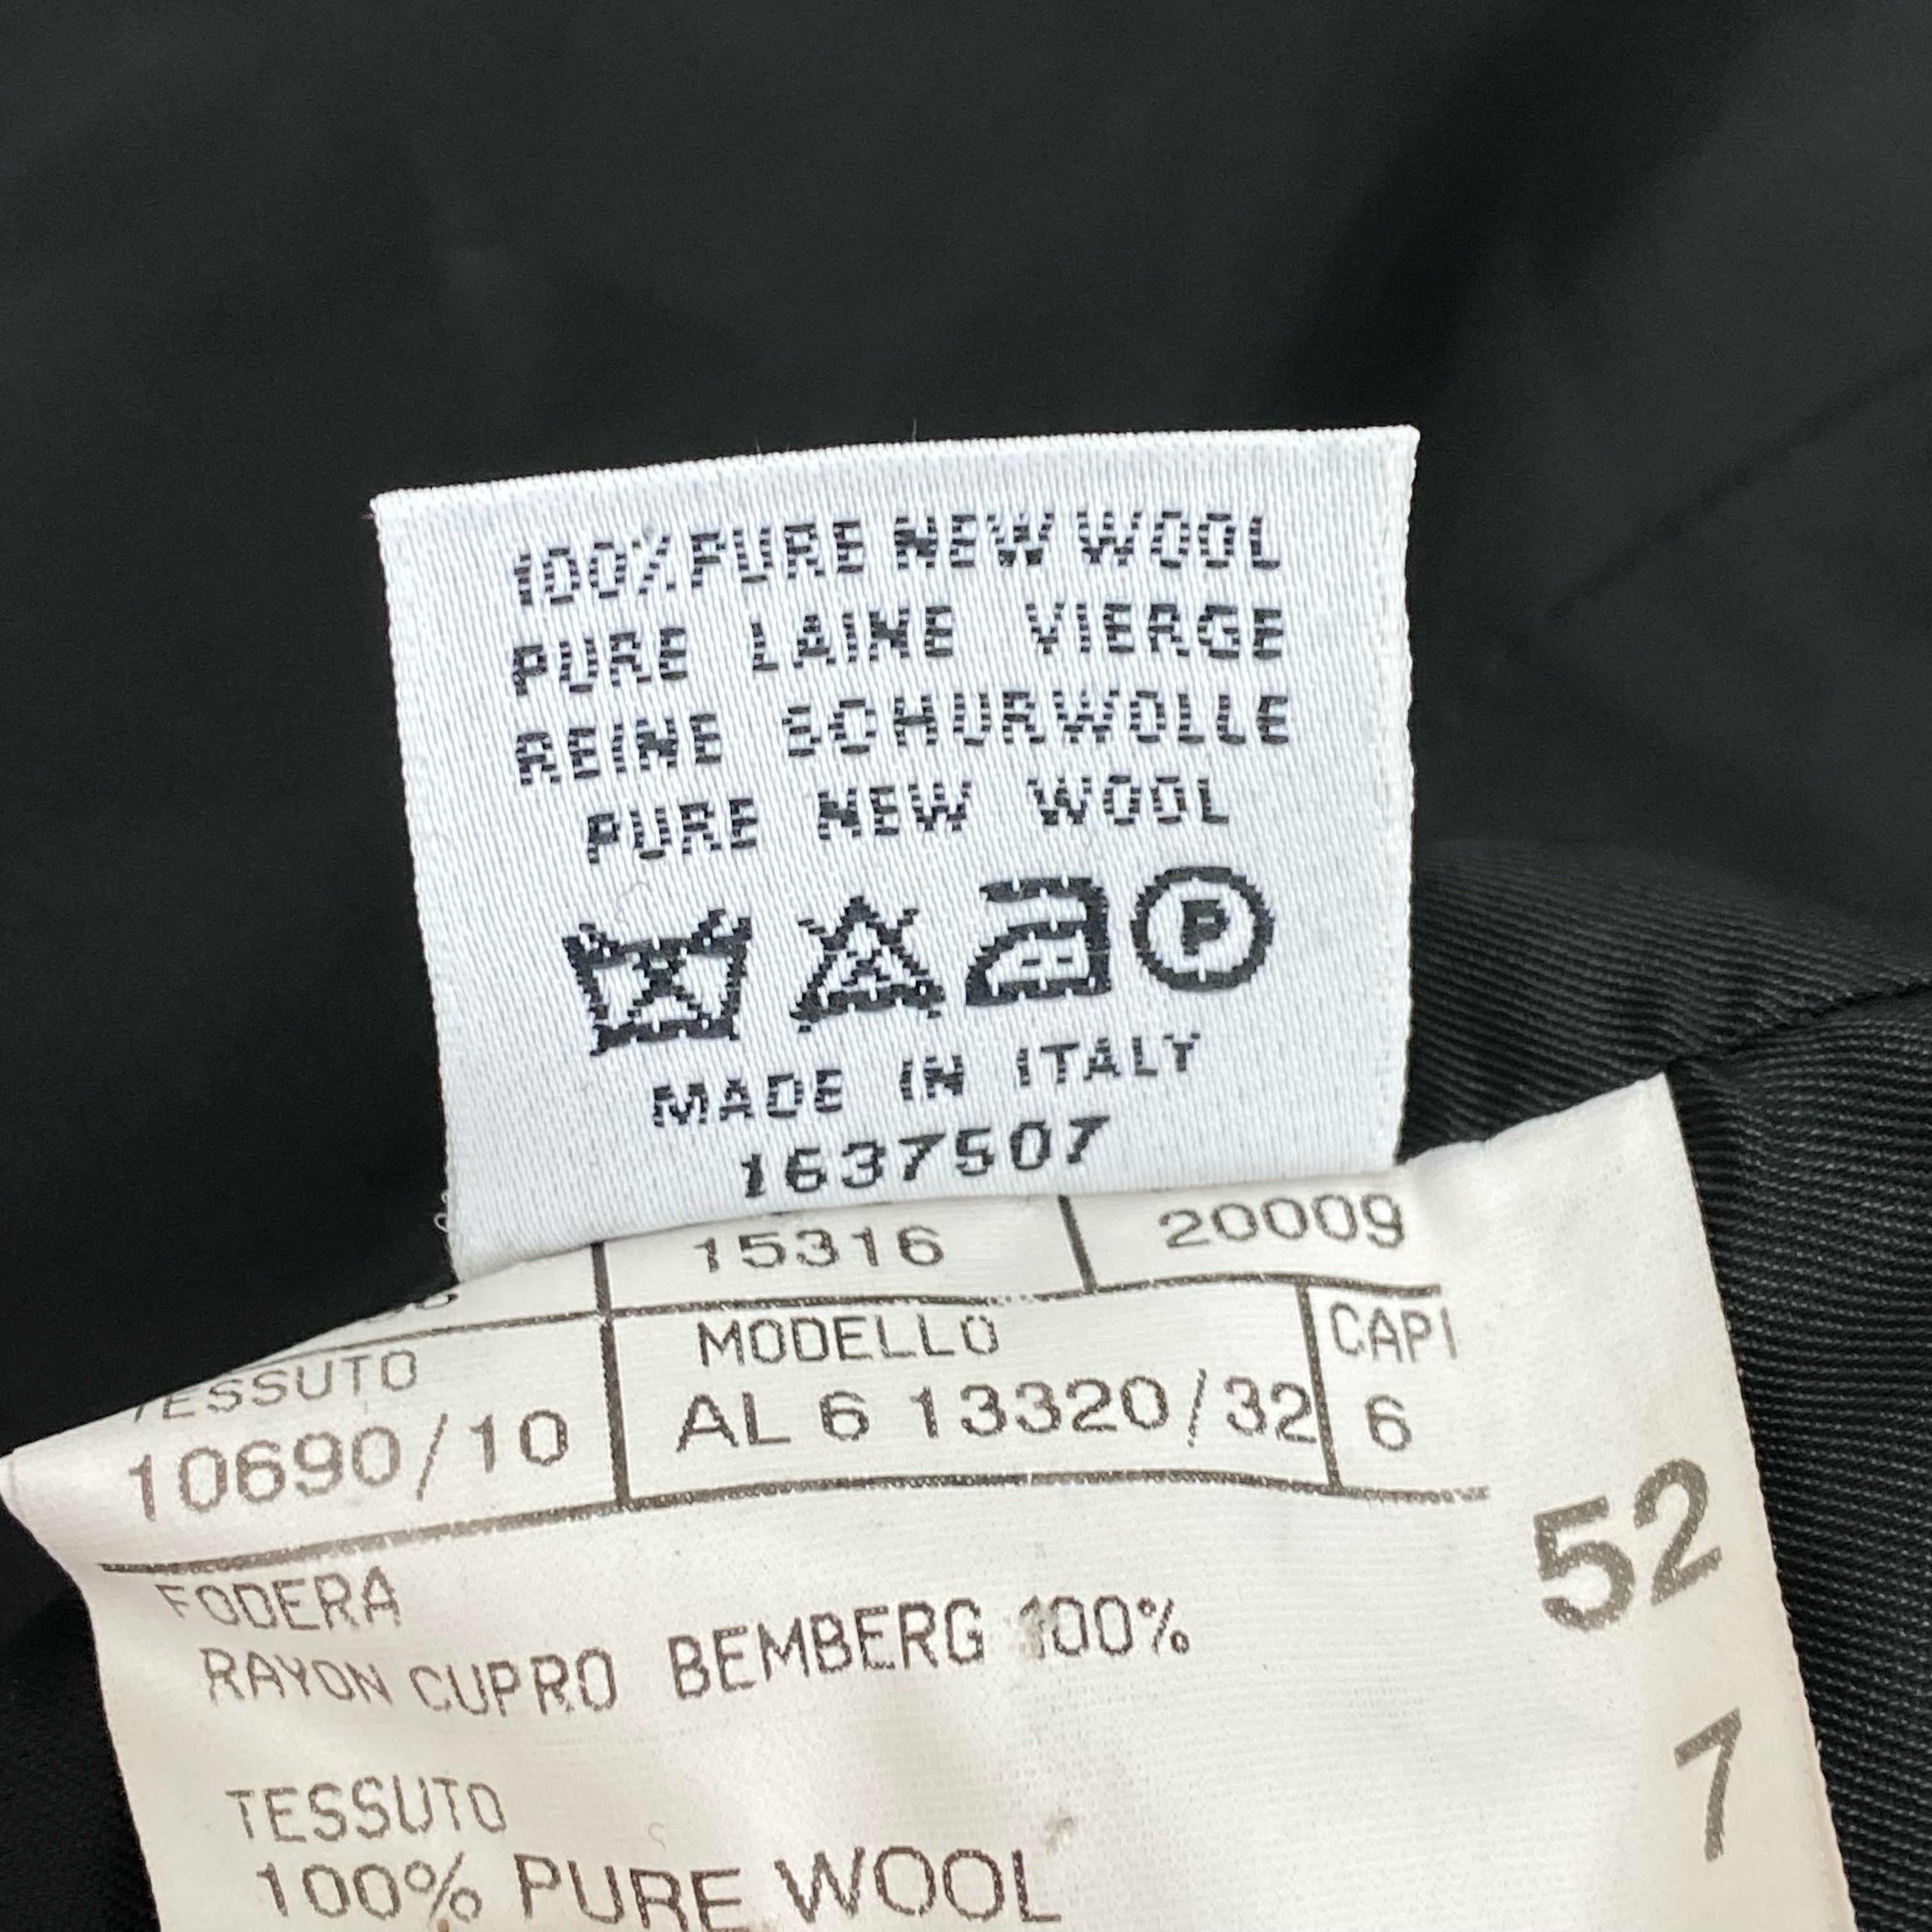 100% PURE NEW WOOL
PURE LAINE VIERGE
REINE SCHURWOLLE
PURE NEW WOOL
P
MADE IN ITALY
1637507
15316 20009
TESSUTO MODELLO CAPI
10690/10 AL 6 13320/32 6
52
FODERA
RAYON CUPRO BEMBERG 100%
7
TESSUTO
100% PURE WOOL